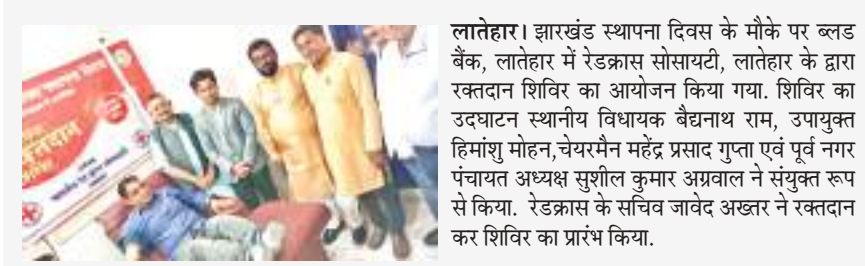 लातेहार। झारखंड स्थापना दिवस के मौके पर ब्लड
बैंक, लातेहार में रेडक्रास सोसायटी, लातेहार के द्वारा
रक्तदान शिविर का आयोजन किया गया. शिविर का
उदघाटन स्थानीय विधायक बैद्यनाथ राम, उपायुक्त
हिमांशु मोहन,चेयरमैन महेंद्र प्रसाद गुप्ता एवं पूर्व नगर
पंचायत अध्यक्ष सुशील कुमार अग्रवाल ने संयुक्त रूप
से किया. रेडक्रास के सचिव जावेद अख्तर ने रक्तदान
कर शिविर का प्रारंभ किया.